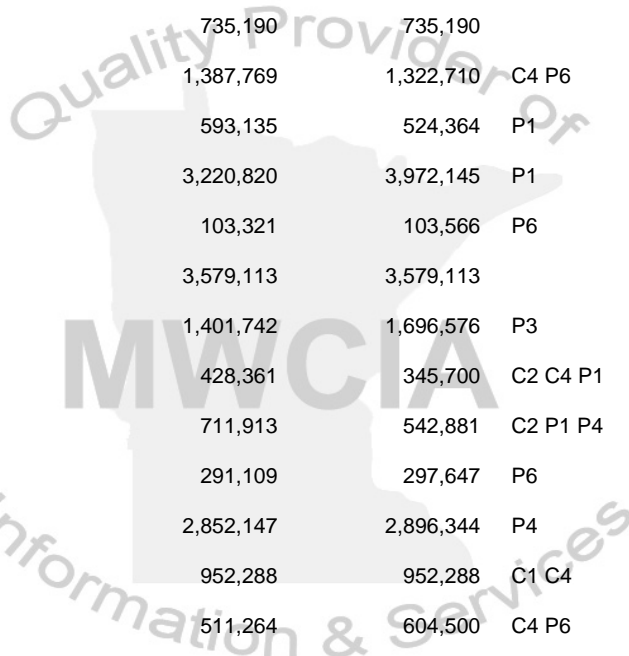 Quality Provider of
735,190 735,190
1,387,769 1,322,710 C4 P6
593,135 524,364 P1
3,220,820 3,972,145 P1
103,321 103,566 P6
3,579,113 3,579,113
MWCIA
1,401,742 1,696,576 P3
428,361 345,700 C2 C4 P1
711,913 542,881 C2 P1 P4
291,109 297,647 P6
2,852,147 2,896,344 P4
952,288 952,288 C1 C4
511,264 604,500 C4 P6
Information & Services